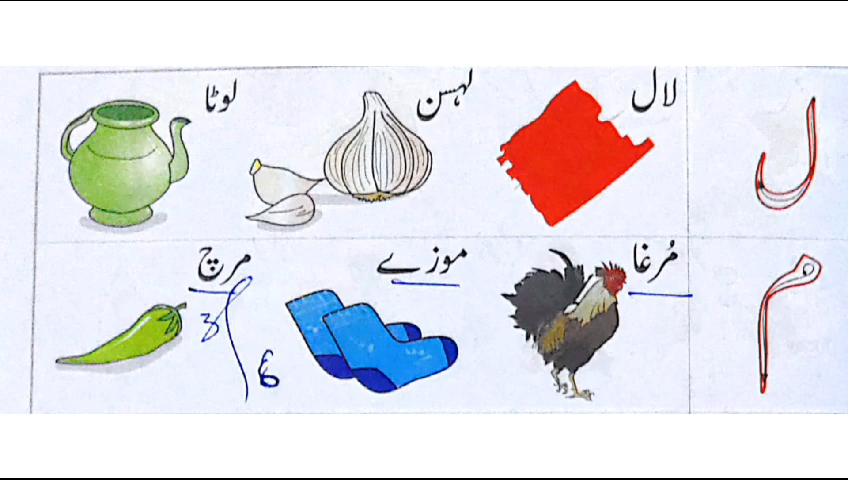 ل لال لہسن لوٹا
م مُرغا موزے مرچ